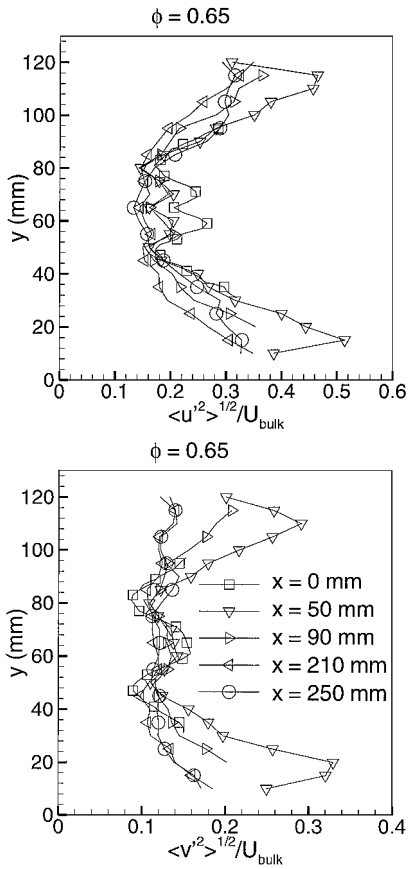 ϕ = 0.65
120
100
80
60
40
20
0
y (mm)
0 0.1 0.2 0.3 0.4 0.5 0.6
<u'²>^1/2/U_bulk
ϕ = 0.65
120
100
80
60
40
20
0
y (mm)
x = 0 mm
x = 50 mm
x = 90 mm
x = 210 mm
x = 250 mm
0 0.1 0.2 0.3 0.4
<v'²>^1/2/U_bulk